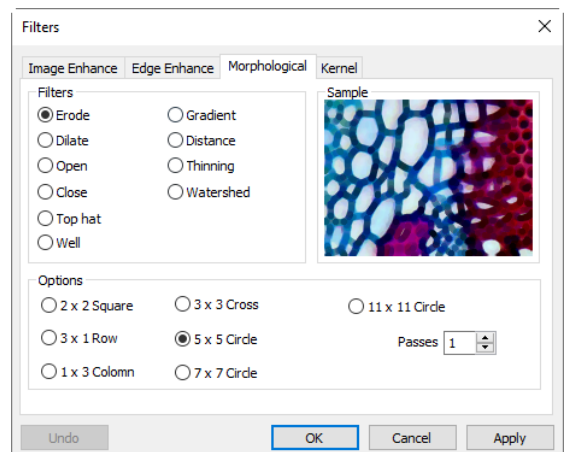 Filters
Image Enhance Edge Enhance Morphological Kernel
Filters
Erode Gradient
Dilate Distance
Open Thinning
Close Watershed
Top hat
Well
Sample
Options
2 x 2 Square 3 x 3 Cross 11 x 11 Circle
3 x 1 Row 5 x 5 Circle Passes 1
1 x 3 Colomn 7 x 7 Circle
Undo OK Cancel Apply